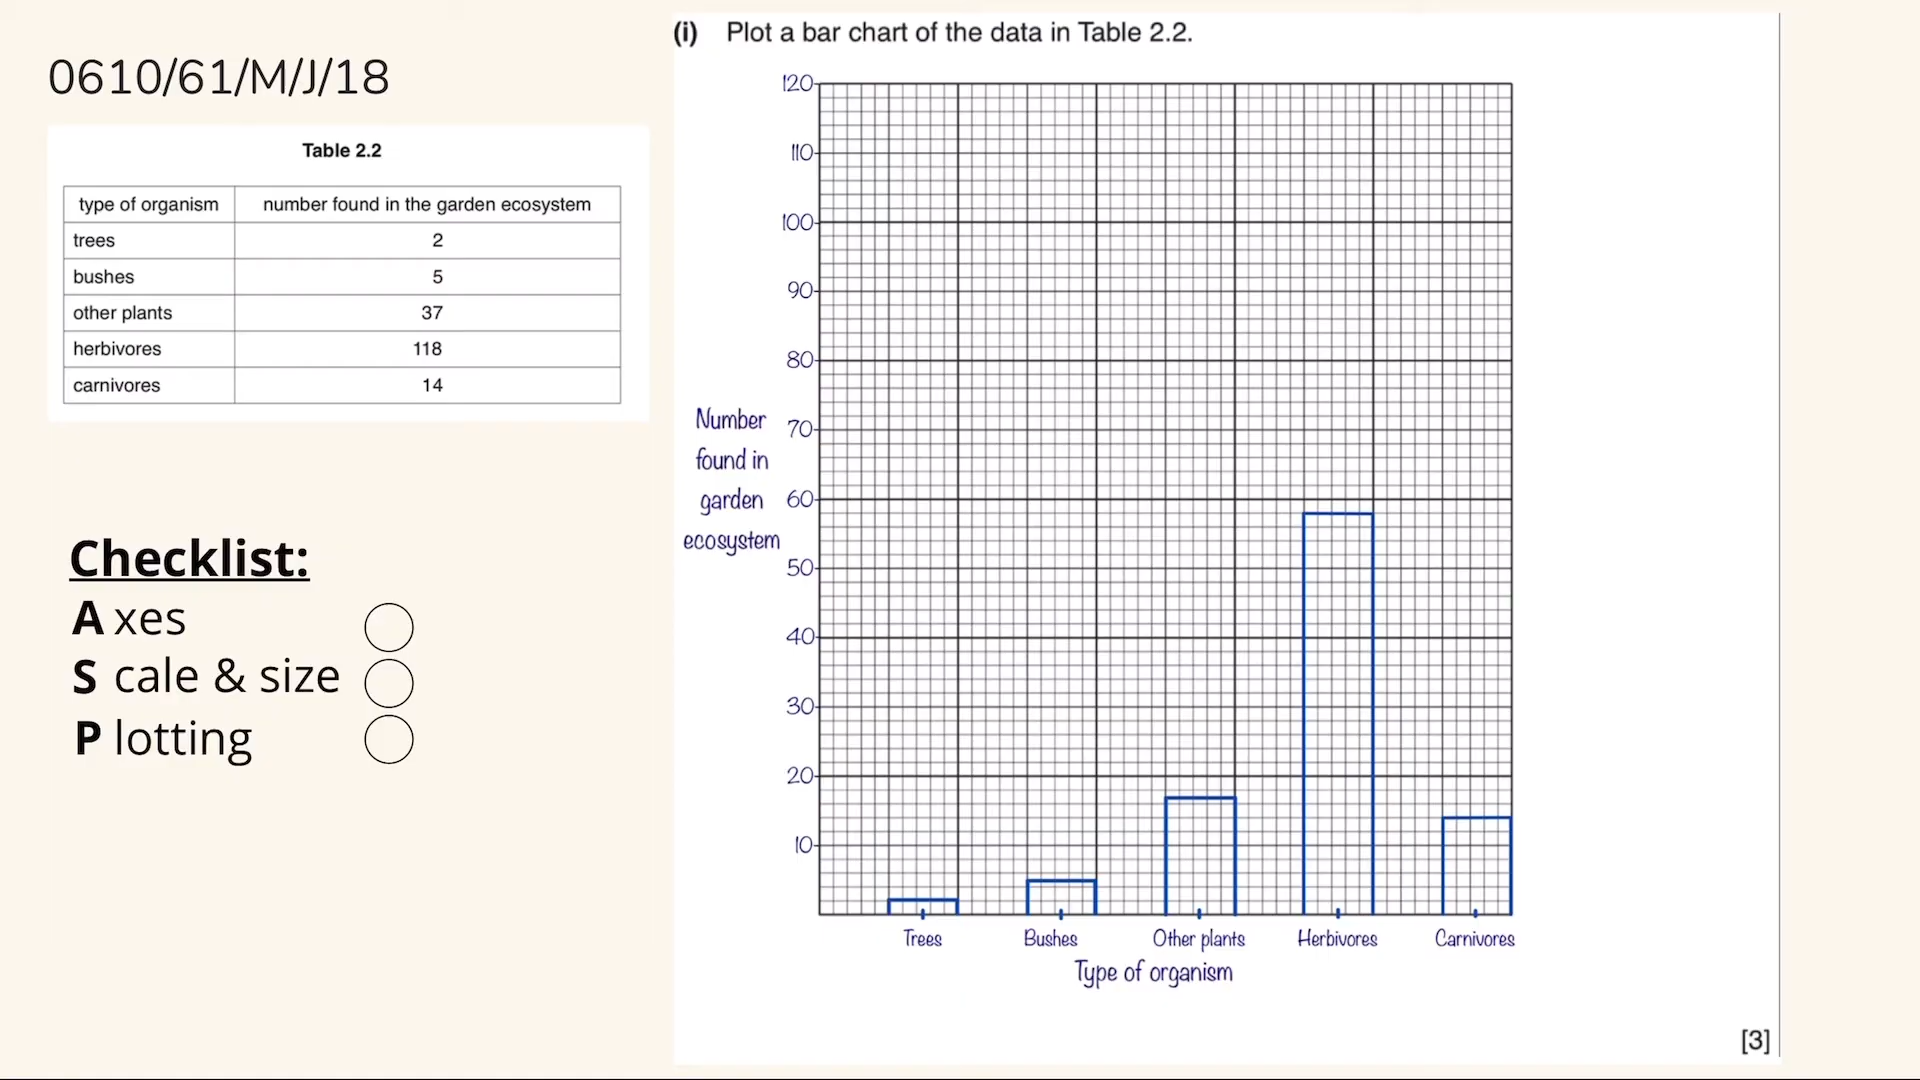 0610/61/M/J/18
Table 2.2
type of organism number found in the garden ecosystem
trees 2
bushes 5
other plants 37
herbivores 118
carnivores 14
Checklist:
A xes
S cale & size
P lotting
(i) Plot a bar chart of the data in Table 2.2.
120
110
100
90
80
70
60
50
40
30
20
10
Number
found in
garden
ecosystem
Trees Bushes Other plants Herbivores Carnivores
Type of organism
[3]